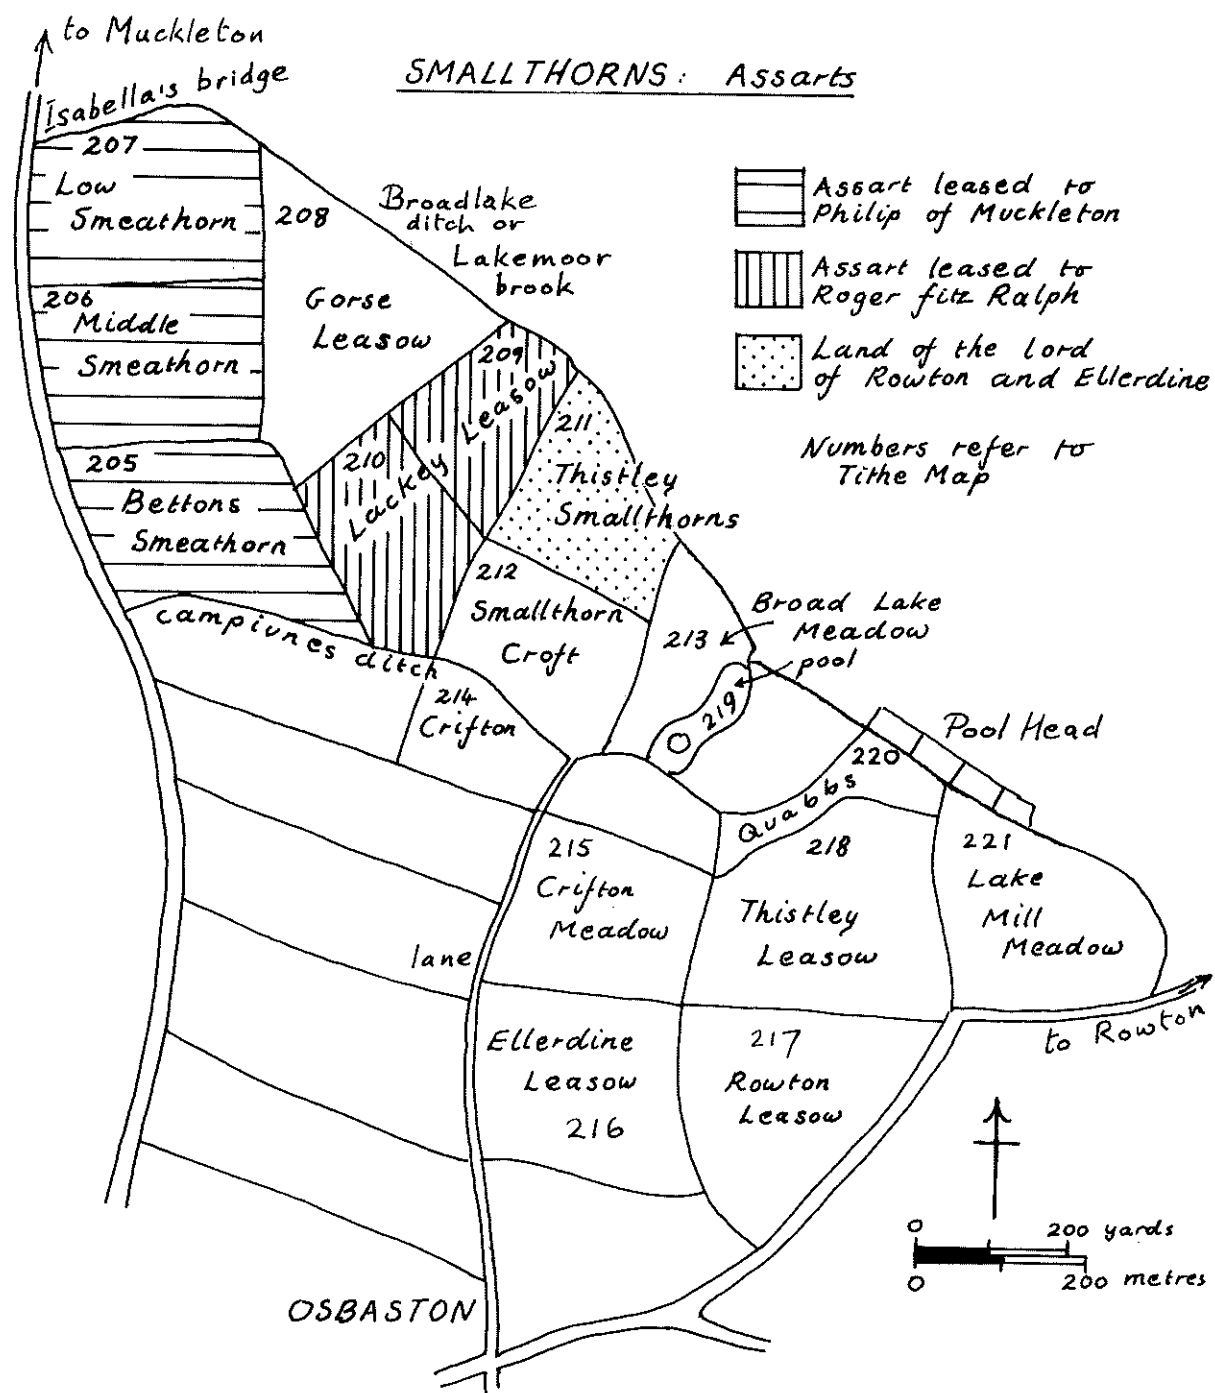 to Muckleton
Isabella's bridge
SMALLTHORNS: Assarts
207
Low
Smeathorn
208
Broadlake
ditch or
Lakemoor
brook
Assart leased to
Philip of Muckleton
Assart leased to
Roger fitz Ralph
Land of the lord
of Rowton and Ellerdine
Numbers refer to
Tithe Map
206
Middle
Smeathorn
Gorse
Leasow
209
210
Lackey Leasow
211
Thistley
Smallthorns
205
Bettons
Smeathorn
campiunes ditch
212
Smallthorn
Croft
213
Broad Lake
Meadow
pool
219
214
Crifton
220
Quabbs
Pool Head
215
Crifton
Meadow
218
Thistley
Leasow
221
Lake
Mill
Meadow
lane
to Rowton
Ellerdine
Leasow
216
217
Rowton
Leasow
0 200 yards
0 200 metres
OSBASTON